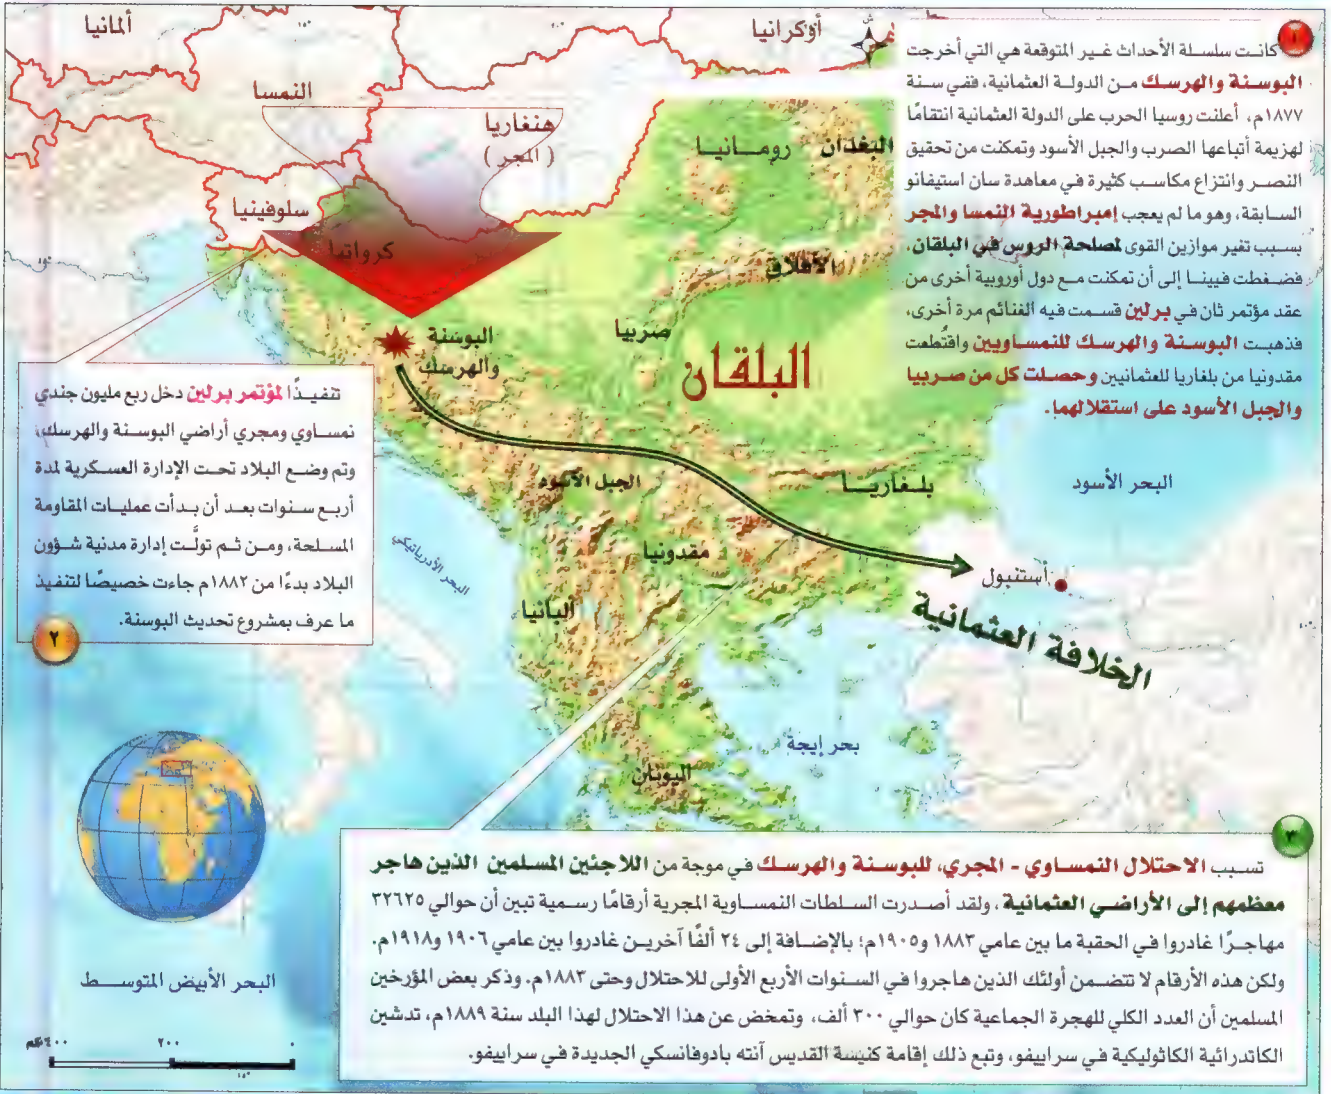 ألمانيا
أوكرانيا
النمسا
هنغاريا
( المجر )
سلوفينيا
كرواتيا
رومانيا
البغدان
الأفلاق
صربيا
البوسنة
والهرسك
البلقان
الجبل الأسود
بلغاريا
البحر الأسود
مقدونيا
ألبانيا
البحر الأدرياتيكي
أستنبول
الخلافة العثمانية
بحر إيجة
اليونان
البحر الأبيض المتوسط
٤٠٠كم
٢٠٠
٠
١
كانت سلسلة الأحداث غير المتوقعة هي التي أخرجت
البوسنة والهرسك من الدولة العثمانية، ففي سنة
١٨٧٧م، أعلنت روسيا الحرب على الدولة العثمانية انتقامًا
لهزيمة أتباعها الصرب والجبل الأسود وتمكنت من تحقيق
النصر وانتزاع مكاسب كثيرة في معاهدة سان استيفانو
السابقة، وهو ما لم يعجب إمبراطورية النمسا والمجر
بسبب تغير موازين القوى لمصلحة الروس في البلقان،
فضغطت فيينا إلى أن تمكنت مع دول أوروبية أخرى من
عقد مؤتمر ثان في برلين قسمت فيه الغنائم مرة أخرى،
فذهبت البوسنة والهرسك للنمساويين واقتُطعت
مقدونيا من بلغاريا للعثمانيين وحصلت كل من صربيا
والجبل الأسود على استقلالهما.
تنفيذًا لمؤتمر برلين دخل ربع مليون جندي
نمساوي ومجري أراضي البوسنة والهرسك،
وتم وضع البلاد تحت الإدارة العسكرية لمدة
أربع سنوات بعد أن بدأت عمليات المقاومة
المسلحة، ومن ثم تولَّت إدارة مدنية شؤون
البلاد بدءًا من ١٨٨٢م جاءت خصيصًا لتنفيذ
ما عرف بمشروع تحديث البوسنة.
٢
٣
تسبب الاحتلال النمساوي - المجري، للبوسنة والهرسك في موجة من اللاجئين المسلمين الذين هاجر
معظمهم إلى الأراضي العثمانية، ولقد أصدرت السلطات النمساوية المجرية أرقامًا رسمية تبين أن حوالي ٣٢٦٢٥
مهاجرًا غادروا في الحقبة ما بين عامي ١٨٨٣ و١٩٠٥م؛ بالإضافة إلى ٢٤ ألفًا آخرين غادروا بين عامي ١٩٠٦ و١٩١٨م.
ولكن هذه الأرقام لا تتضمن أولئك الذين هاجروا في السنوات الأربع الأولى للاحتلال وحتى ١٨٨٣م. وذكر بعض المؤرخين
المسلمين أن العدد الكلي للهجرة الجماعية كان حوالي ٣٠٠ ألف، وتمخض عن هذا الاحتلال لهذا البلد سنة ١٨٨٩م، تدشين
الكاتدرائية الكاثوليكية في سراييفو، وتبع ذلك إقامة كنيسة القديس آنته بادوفانسكي الجديدة في سراييفو.